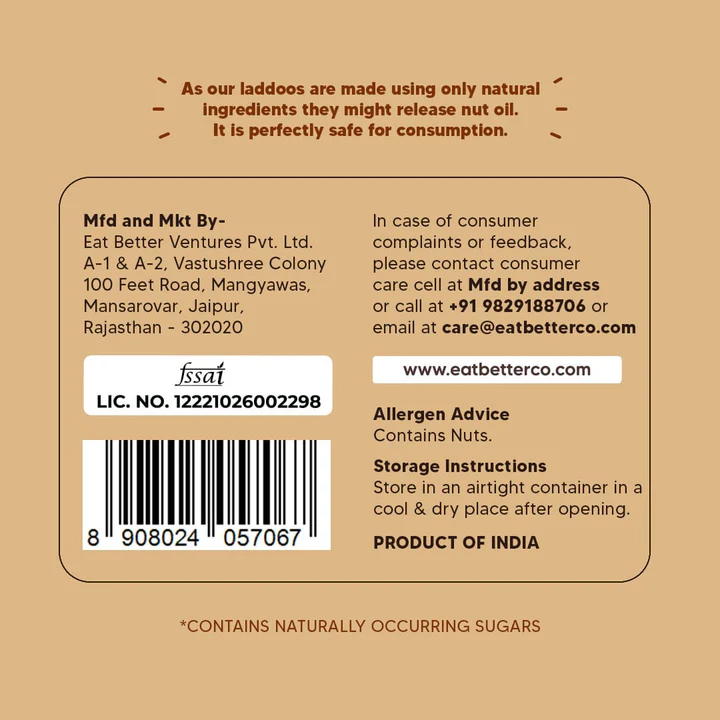 As our laddoos are made using only natural
ingredients they might release nut oil.
It is perfectly safe for consumption.
Mfd and Mkt By-
Eat Better Ventures Pvt. Ltd.
A-1 & A-2, Vastushree Colony
100 Feet Road, Mangyawas,
Mansarovar, Jaipur,
Rajasthan - 302020
fssai
LIC. NO. 12221026002298
8 908024 057067
In case of consumer
complaints or feedback,
please contact consumer
care cell at Mfd by address
or call at +91 9829188706 or
email at care@eatbetterco.com
www.eatbetterco.com
Allergen Advice
Contains Nuts.
Storage Instructions
Store in an airtight container in a
cool & dry place after opening.
PRODUCT OF INDIA
*CONTAINS NATURALLY OCCURRING SUGARS